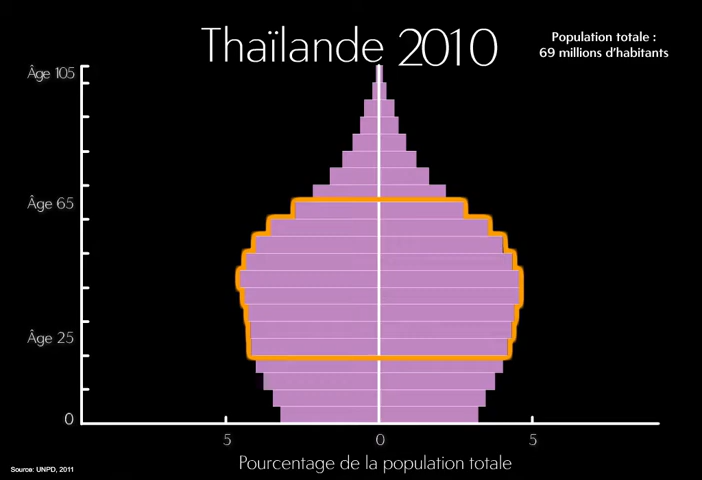 Thaïlande 2010
Population totale :
69 millions d'habitants
Âge 105
Âge 65
Âge 25
0
5 0 5
Pourcentage de la population totale
Source: UNPD, 2011